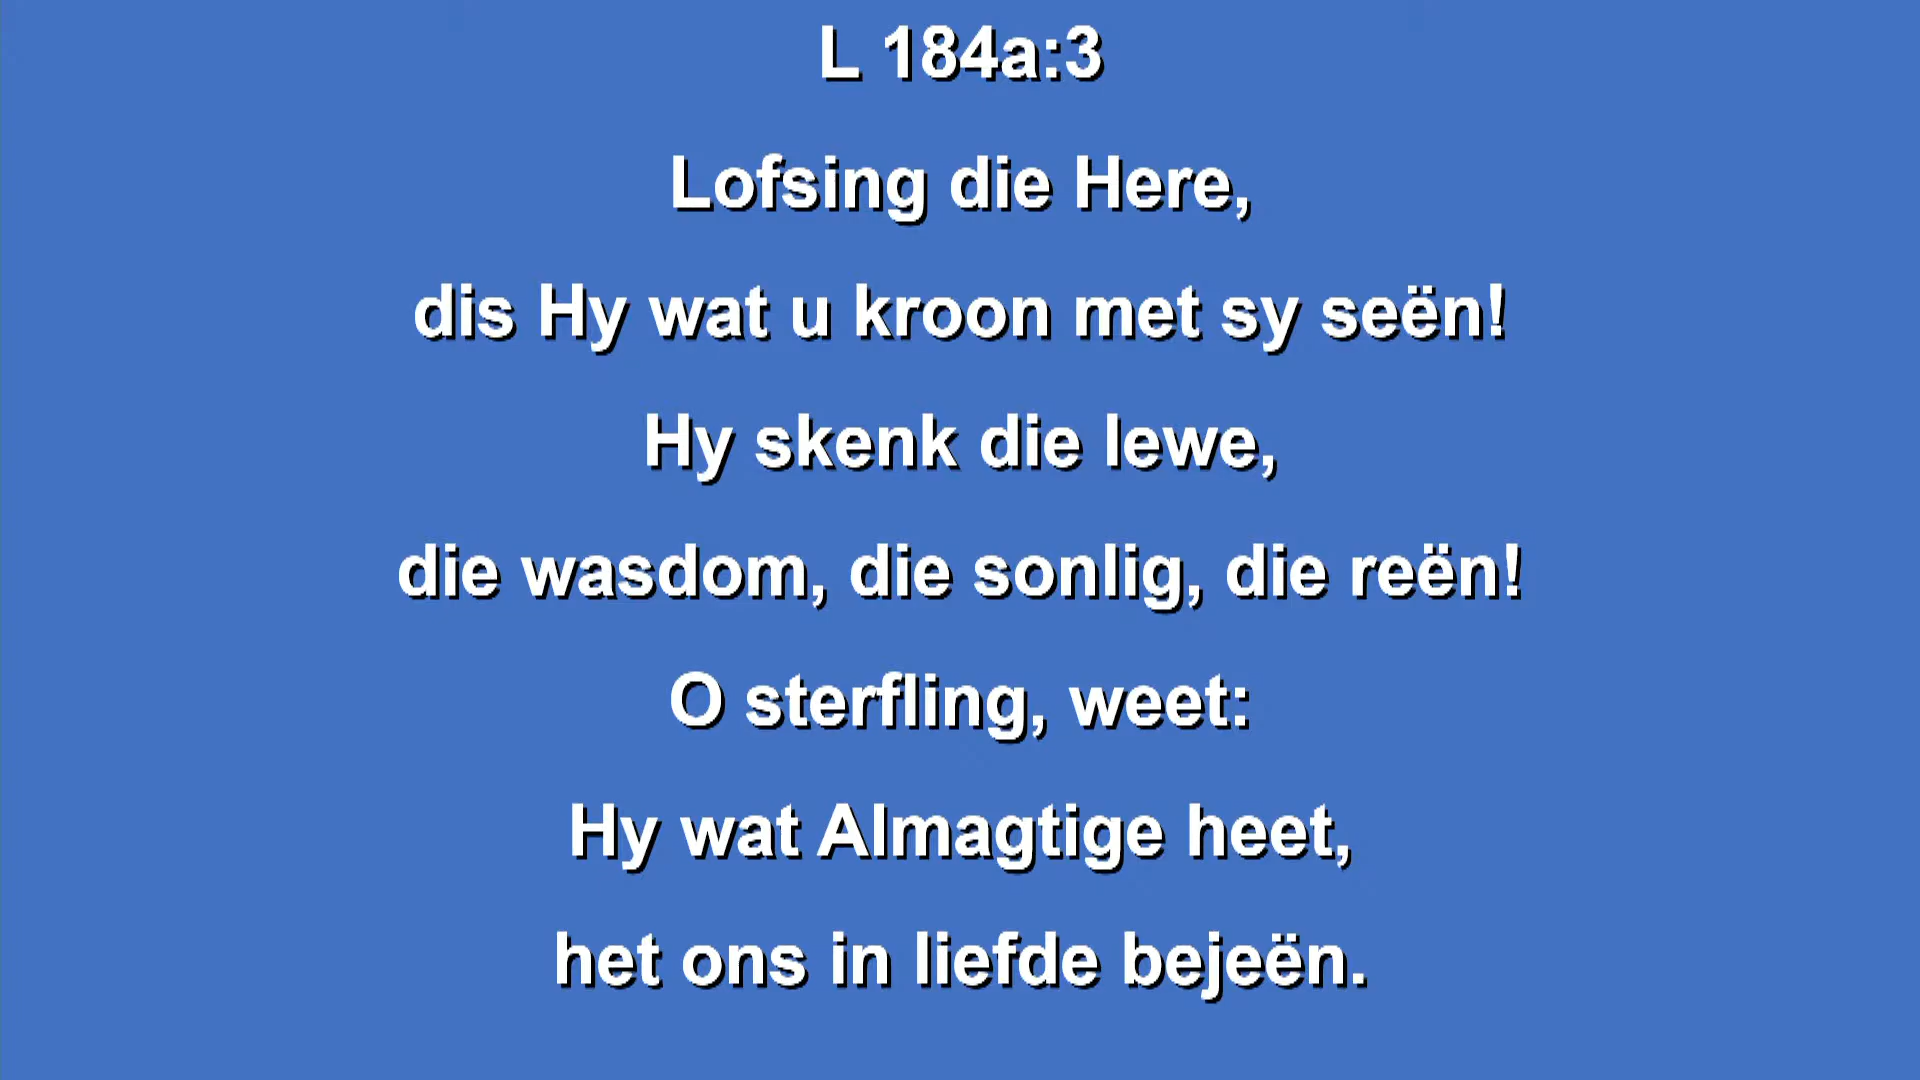 L 184a:3
Lofsing die Here,
dis Hy wat u kroon met sy seën!
Hy skenk die lewe,
die wasdom, die sonlig, die reën!
O sterfling, weet:
Hy wat Almagtige heet,
het ons in liefde bejeën.